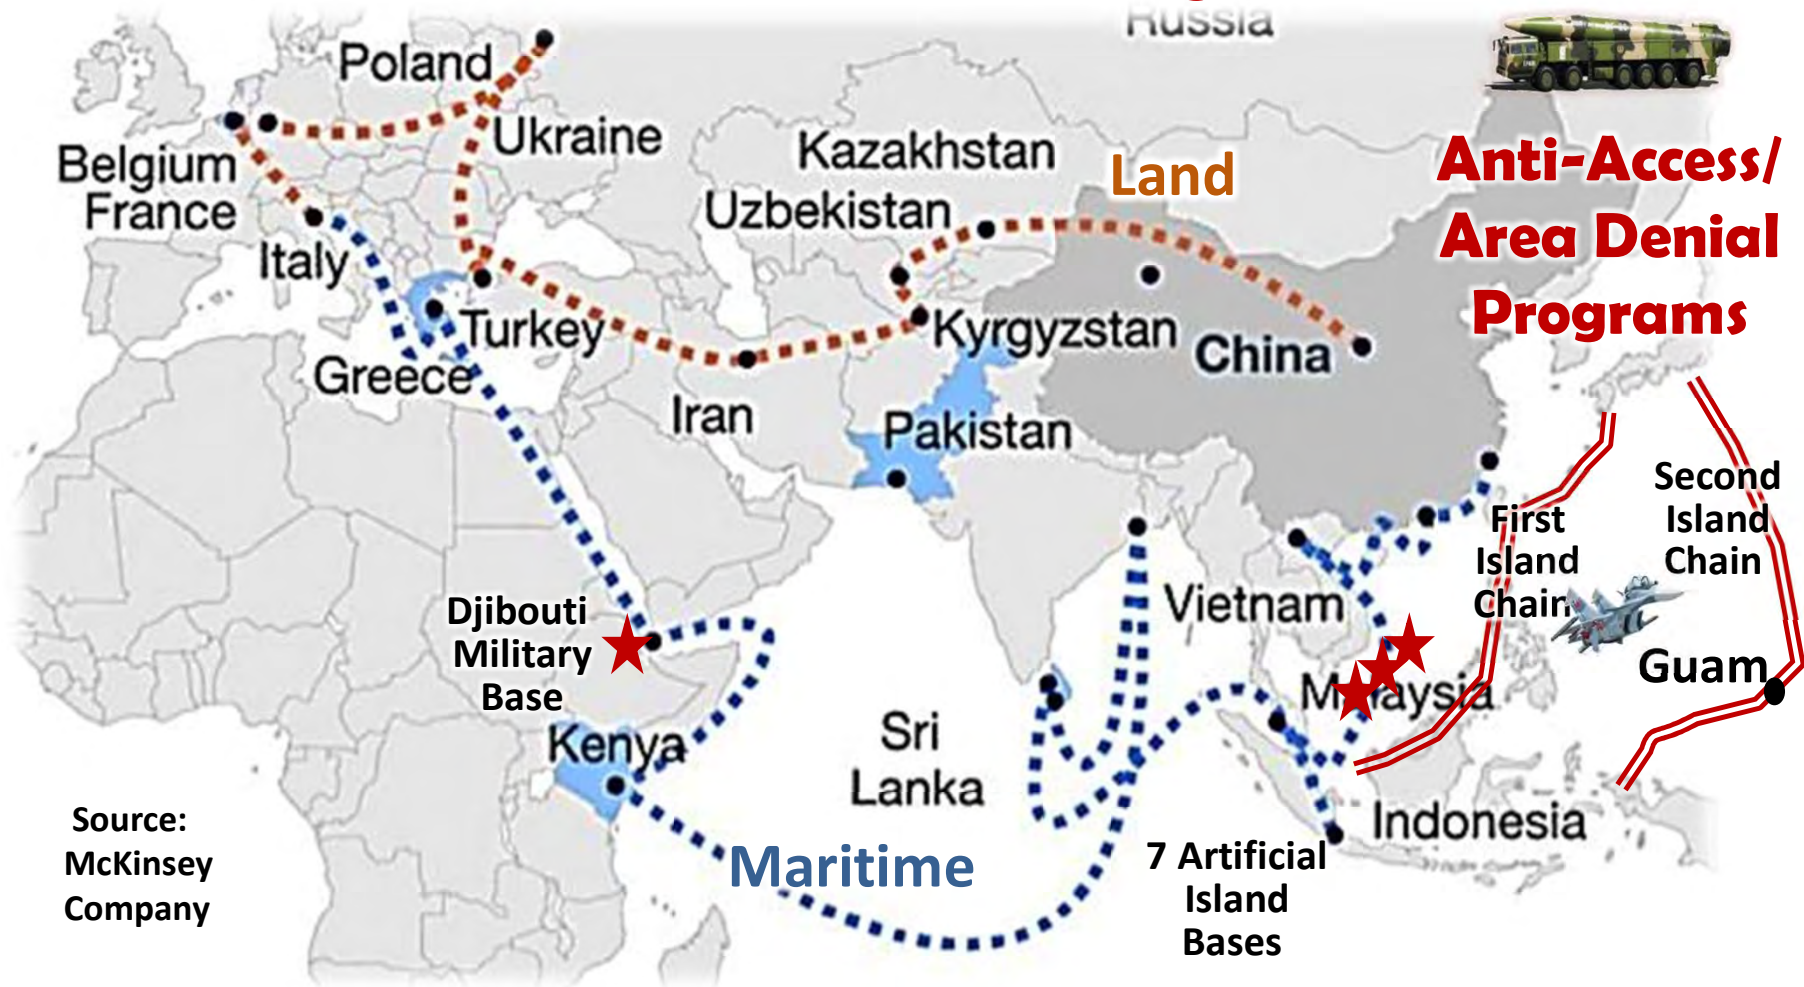 Russia
Poland
Ukraine
Belgium
France
Kazakhstan
Land
Uzbekistan
Anti-Access/
Area Denial
Programs
Italy
Turkey
Kyrgyzstan
China
Greece
Iran
Pakistan
Second
Island
Chain
First
Island
Chain
Djibouti
Military
Base
Vietnam
Guam
Malaysia
Kenya
Sri
Lanka
Source:
McKinsey
Company
Maritime
Indonesia
7 Artificial
Island
Bases